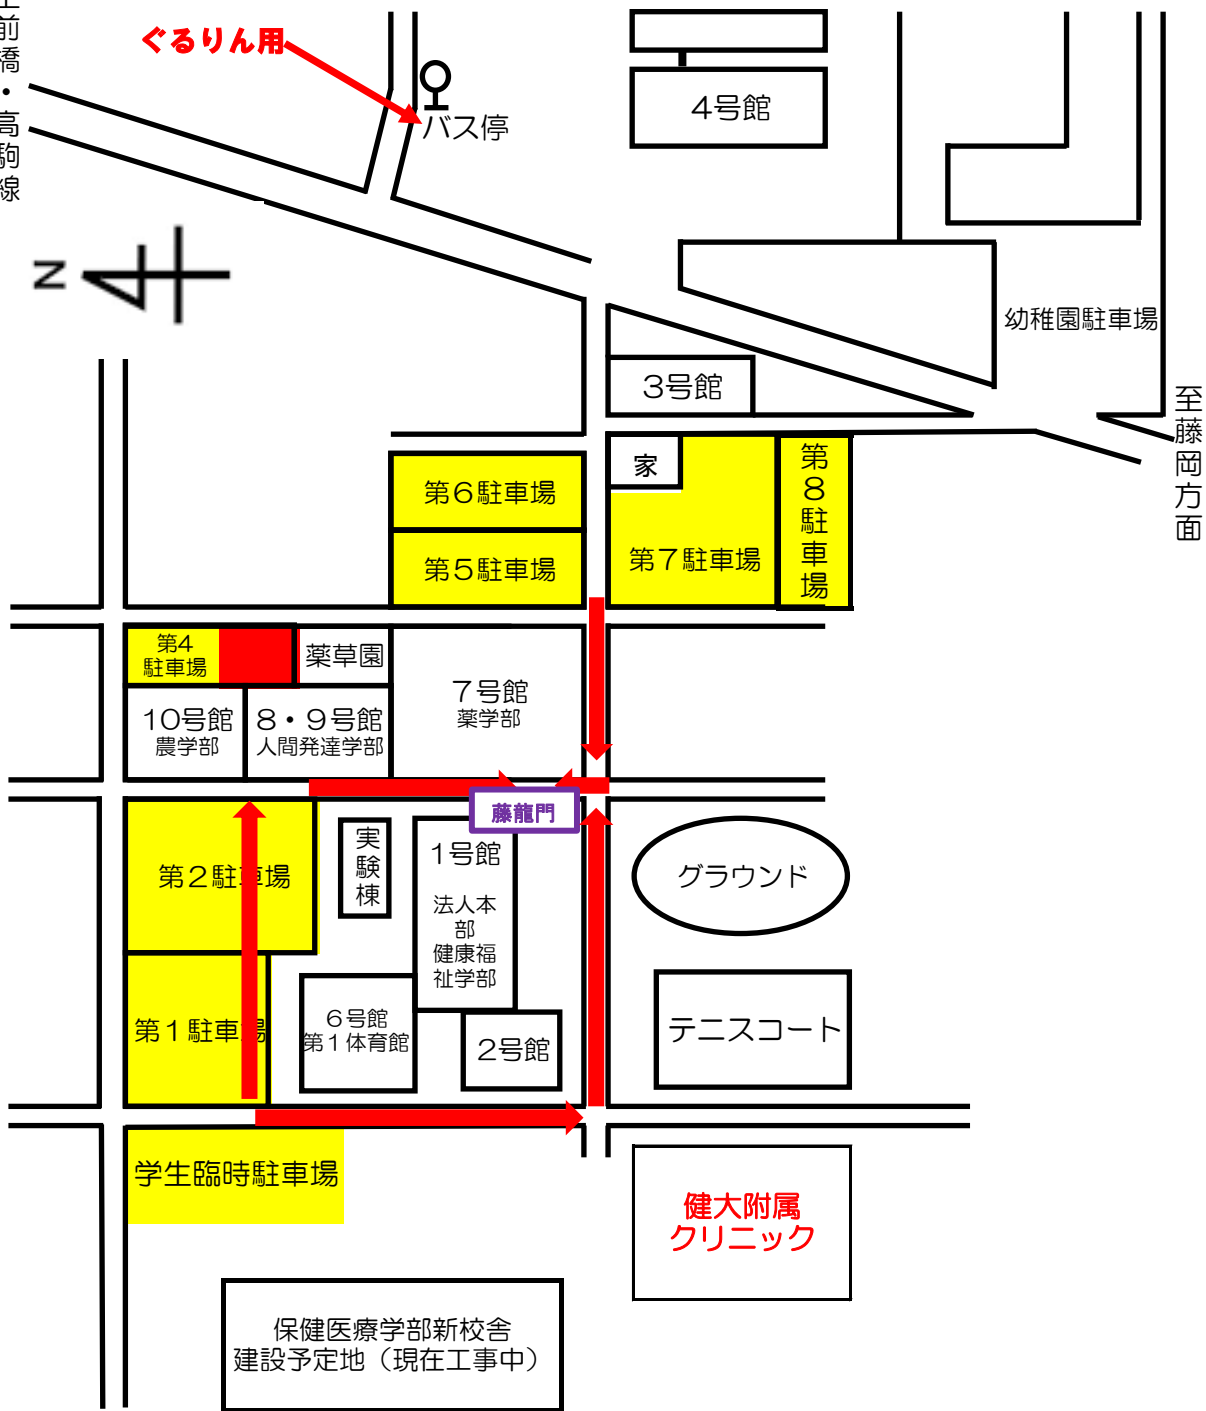 前橋・高駒線
ぐるりん用
バス停
4号館
N
幼稚園駐車場
3号館
至藤岡方面
家
第6駐車場
第5駐車場
第7駐車場
第8駐車場
第4
駐車場
薬草園
7号館
薬学部
10号館
農学部
8・9号館
人間発達学部
藤龍門
第2駐車場
実験棟
1号館
法人本
部
健康福
祉学部
グラウンド
第1駐車場
6号館
第1体育館
2号館
テニスコート
学生臨時駐車場
健大附属
クリニック
保健医療学部新校舎
建設予定地（現在工事中）